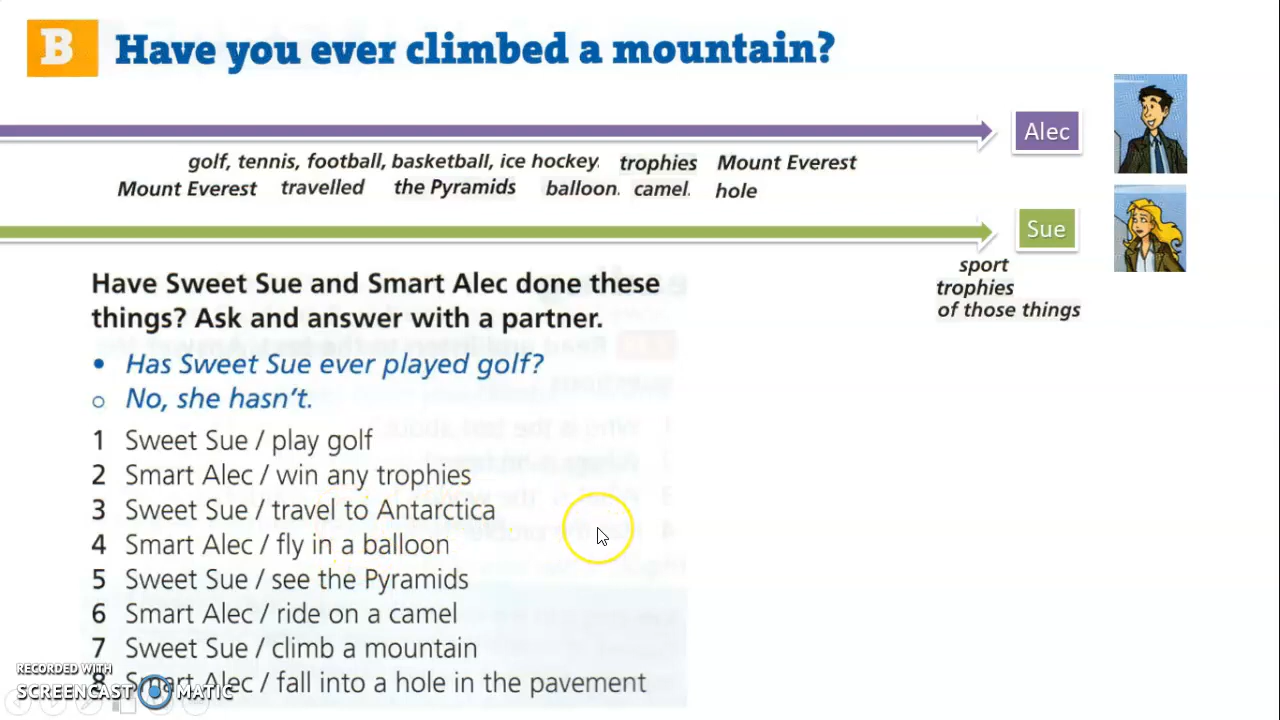 B Have you ever climbed a mountain?
Alec
golf, tennis, football, basketball, ice hockey. trophies Mount Everest
Mount Everest travelled the Pyramids balloon. camel. hole
Sue
sport
trophies
of those things
Have Sweet Sue and Smart Alec done these
things? Ask and answer with a partner.
• Has Sweet Sue ever played golf?
○ No, she hasn't.
1 Sweet Sue / play golf
2 Smart Alec / win any trophies
3 Sweet Sue / travel to Antarctica
4 Smart Alec / fly in a balloon
5 Sweet Sue / see the Pyramids
6 Smart Alec / ride on a camel
7 Sweet Sue / climb a mountain
8 Smart Alec / fall into a hole in the pavement
RECORDED WITH
SCREENCAST MATIC